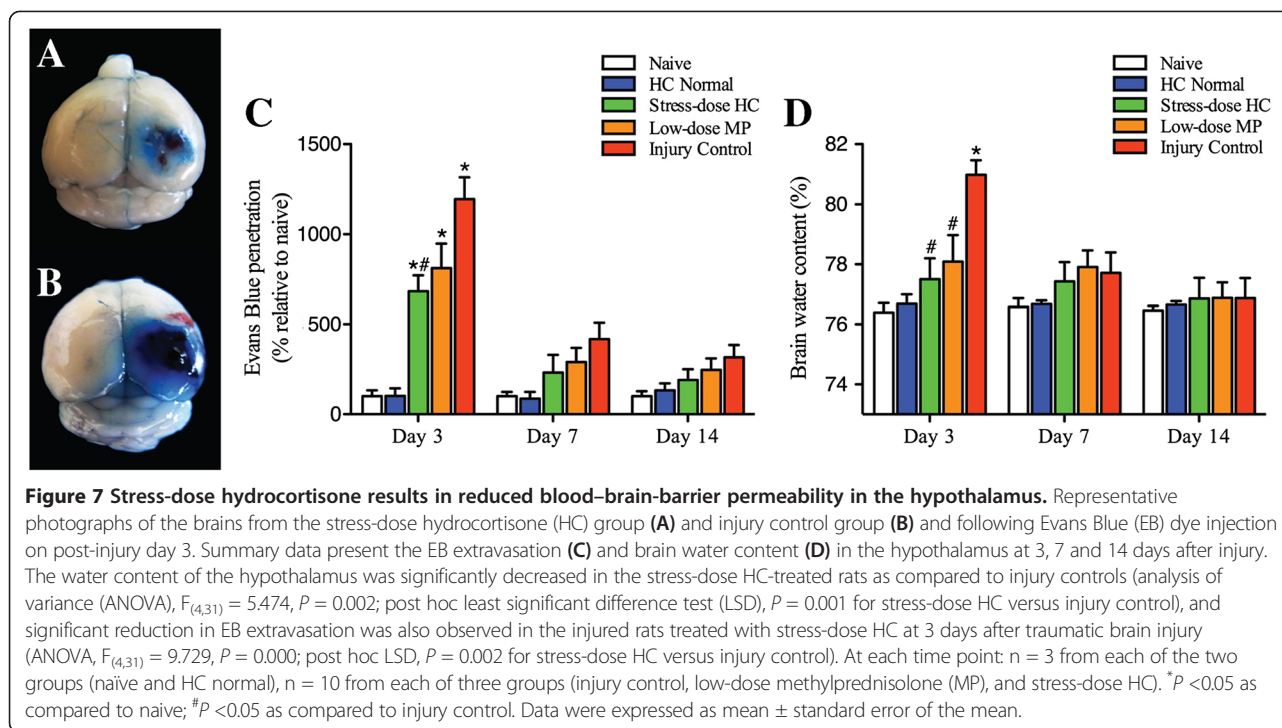 A
B
C
Naive
HC Normal
Stress-dose HC
Low-dose MP
Injury Control
Evans Blue penetration
(% relative to naive)
1500
1000
500
0
*#
*
*
Day 3
Day 7
Day 14
D
Naive
HC Normal
Stress-dose HC
Low-dose MP
Injury Control
Brain water content (%)
82
80
78
76
74
#
#
*
Day 3
Day 7
Day 14
Figure 7 Stress-dose hydrocortisone results in reduced blood–brain-barrier permeability in the hypothalamus. Representative
photographs of the brains from the stress-dose hydrocortisone (HC) group (A) and injury control group (B) and following Evans Blue (EB) dye injection
on post-injury day 3. Summary data present the EB extravasation (C) and brain water content (D) in the hypothalamus at 3, 7 and 14 days after injury.
The water content of the hypothalamus was significantly decreased in the stress-dose HC-treated rats as compared to injury controls (analysis of
variance (ANOVA), F(4,31) = 5.474, P = 0.002; post hoc least significant difference test (LSD), P = 0.001 for stress-dose HC versus injury control), and
significant reduction in EB extravasation was also observed in the injured rats treated with stress-dose HC at 3 days after traumatic brain injury
(ANOVA, F(4,31) = 9.729, P = 0.000; post hoc LSD, P = 0.002 for stress-dose HC versus injury control). At each time point: n = 3 from each of the two
groups (naïve and HC normal), n = 10 from each of three groups (injury control, low-dose methylprednisolone (MP), and stress-dose HC). *P <0.05 as
compared to naive; #P <0.05 as compared to injury control. Data were expressed as mean ± standard error of the mean.